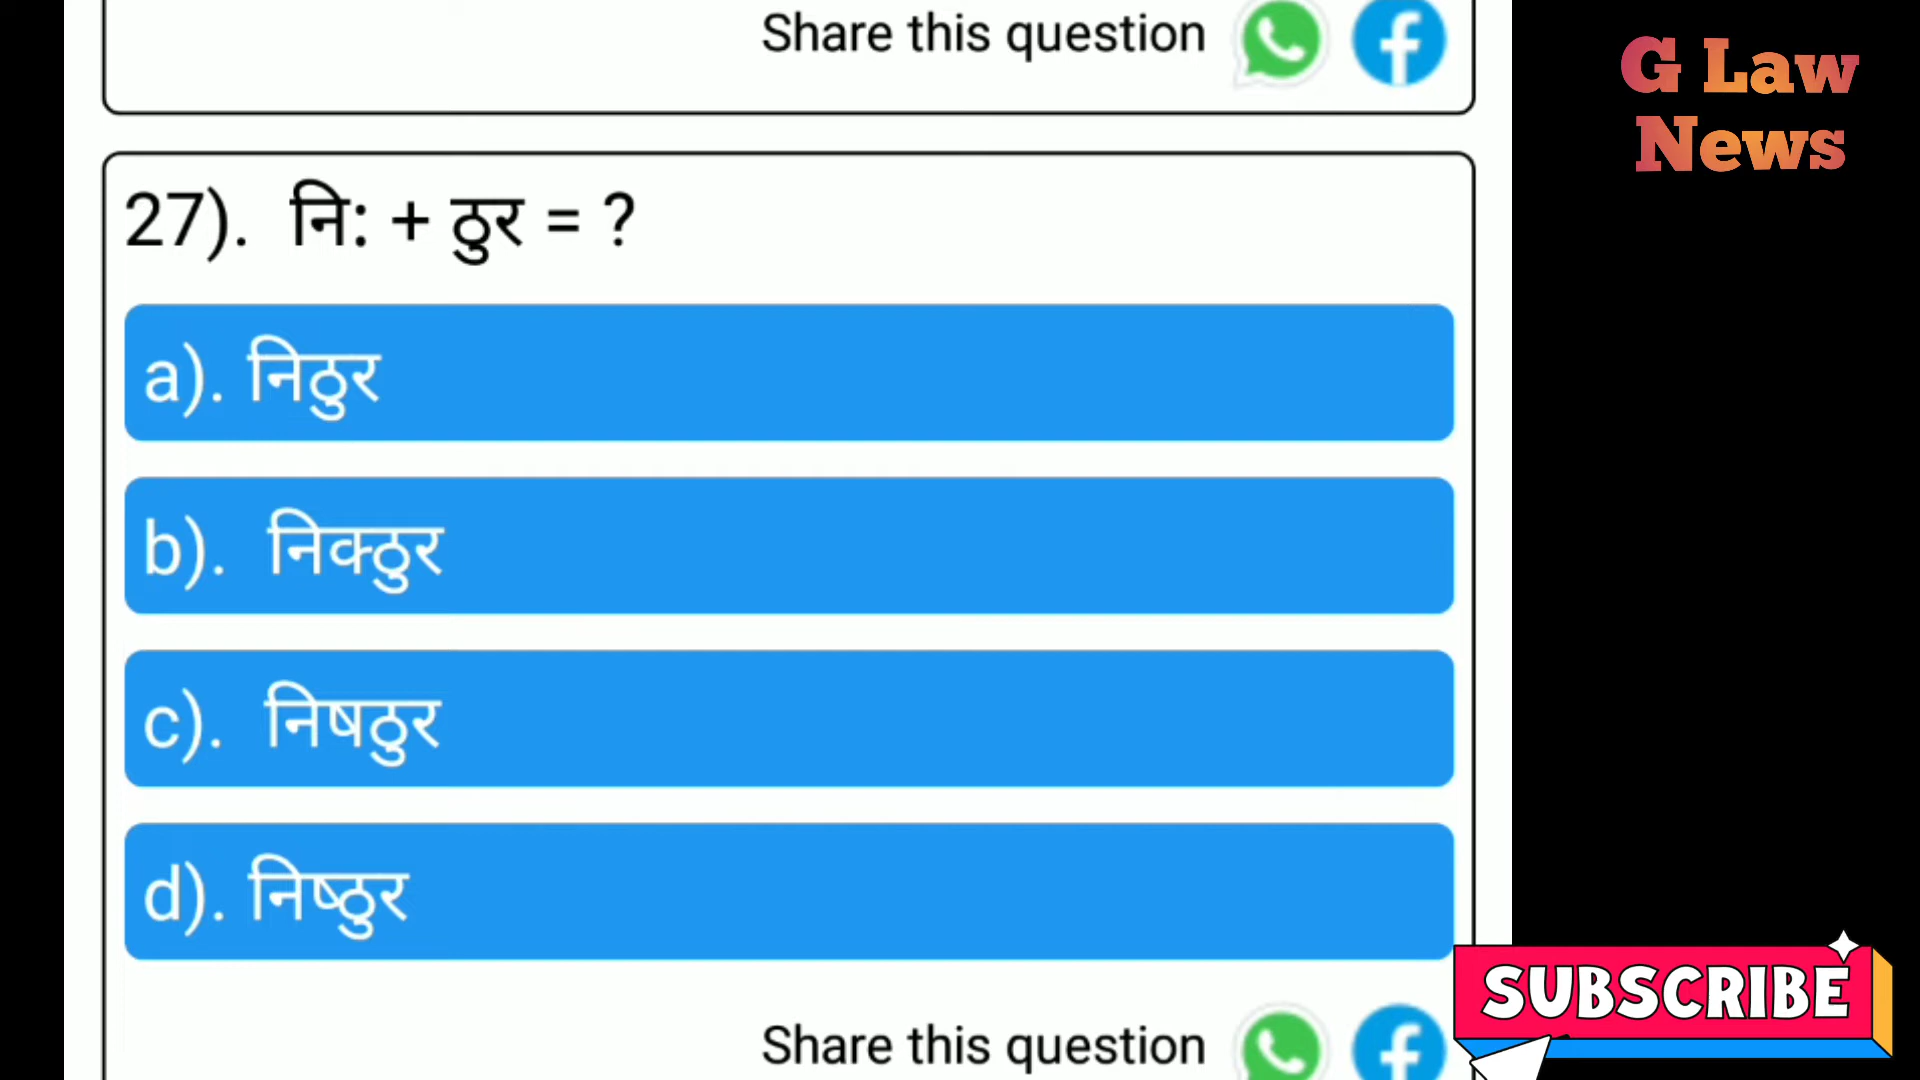 Share this question
G Law
News
27). नि: + ठुर = ?
a). निठुर
b). निक्ठुर
c). निषठुर
d). निष्ठुर
SUBSCRIBE
Share this question